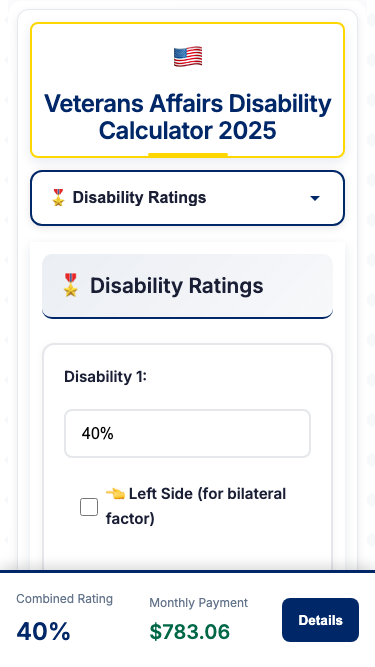 Veterans Affairs Disability
Calculator 2025
🎖️ Disability Ratings
🎖️ Disability Ratings
Disability 1:
40%
👈 Left Side (for bilateral
factor)
Combined Rating
40%
Monthly Payment
$783.06
Details